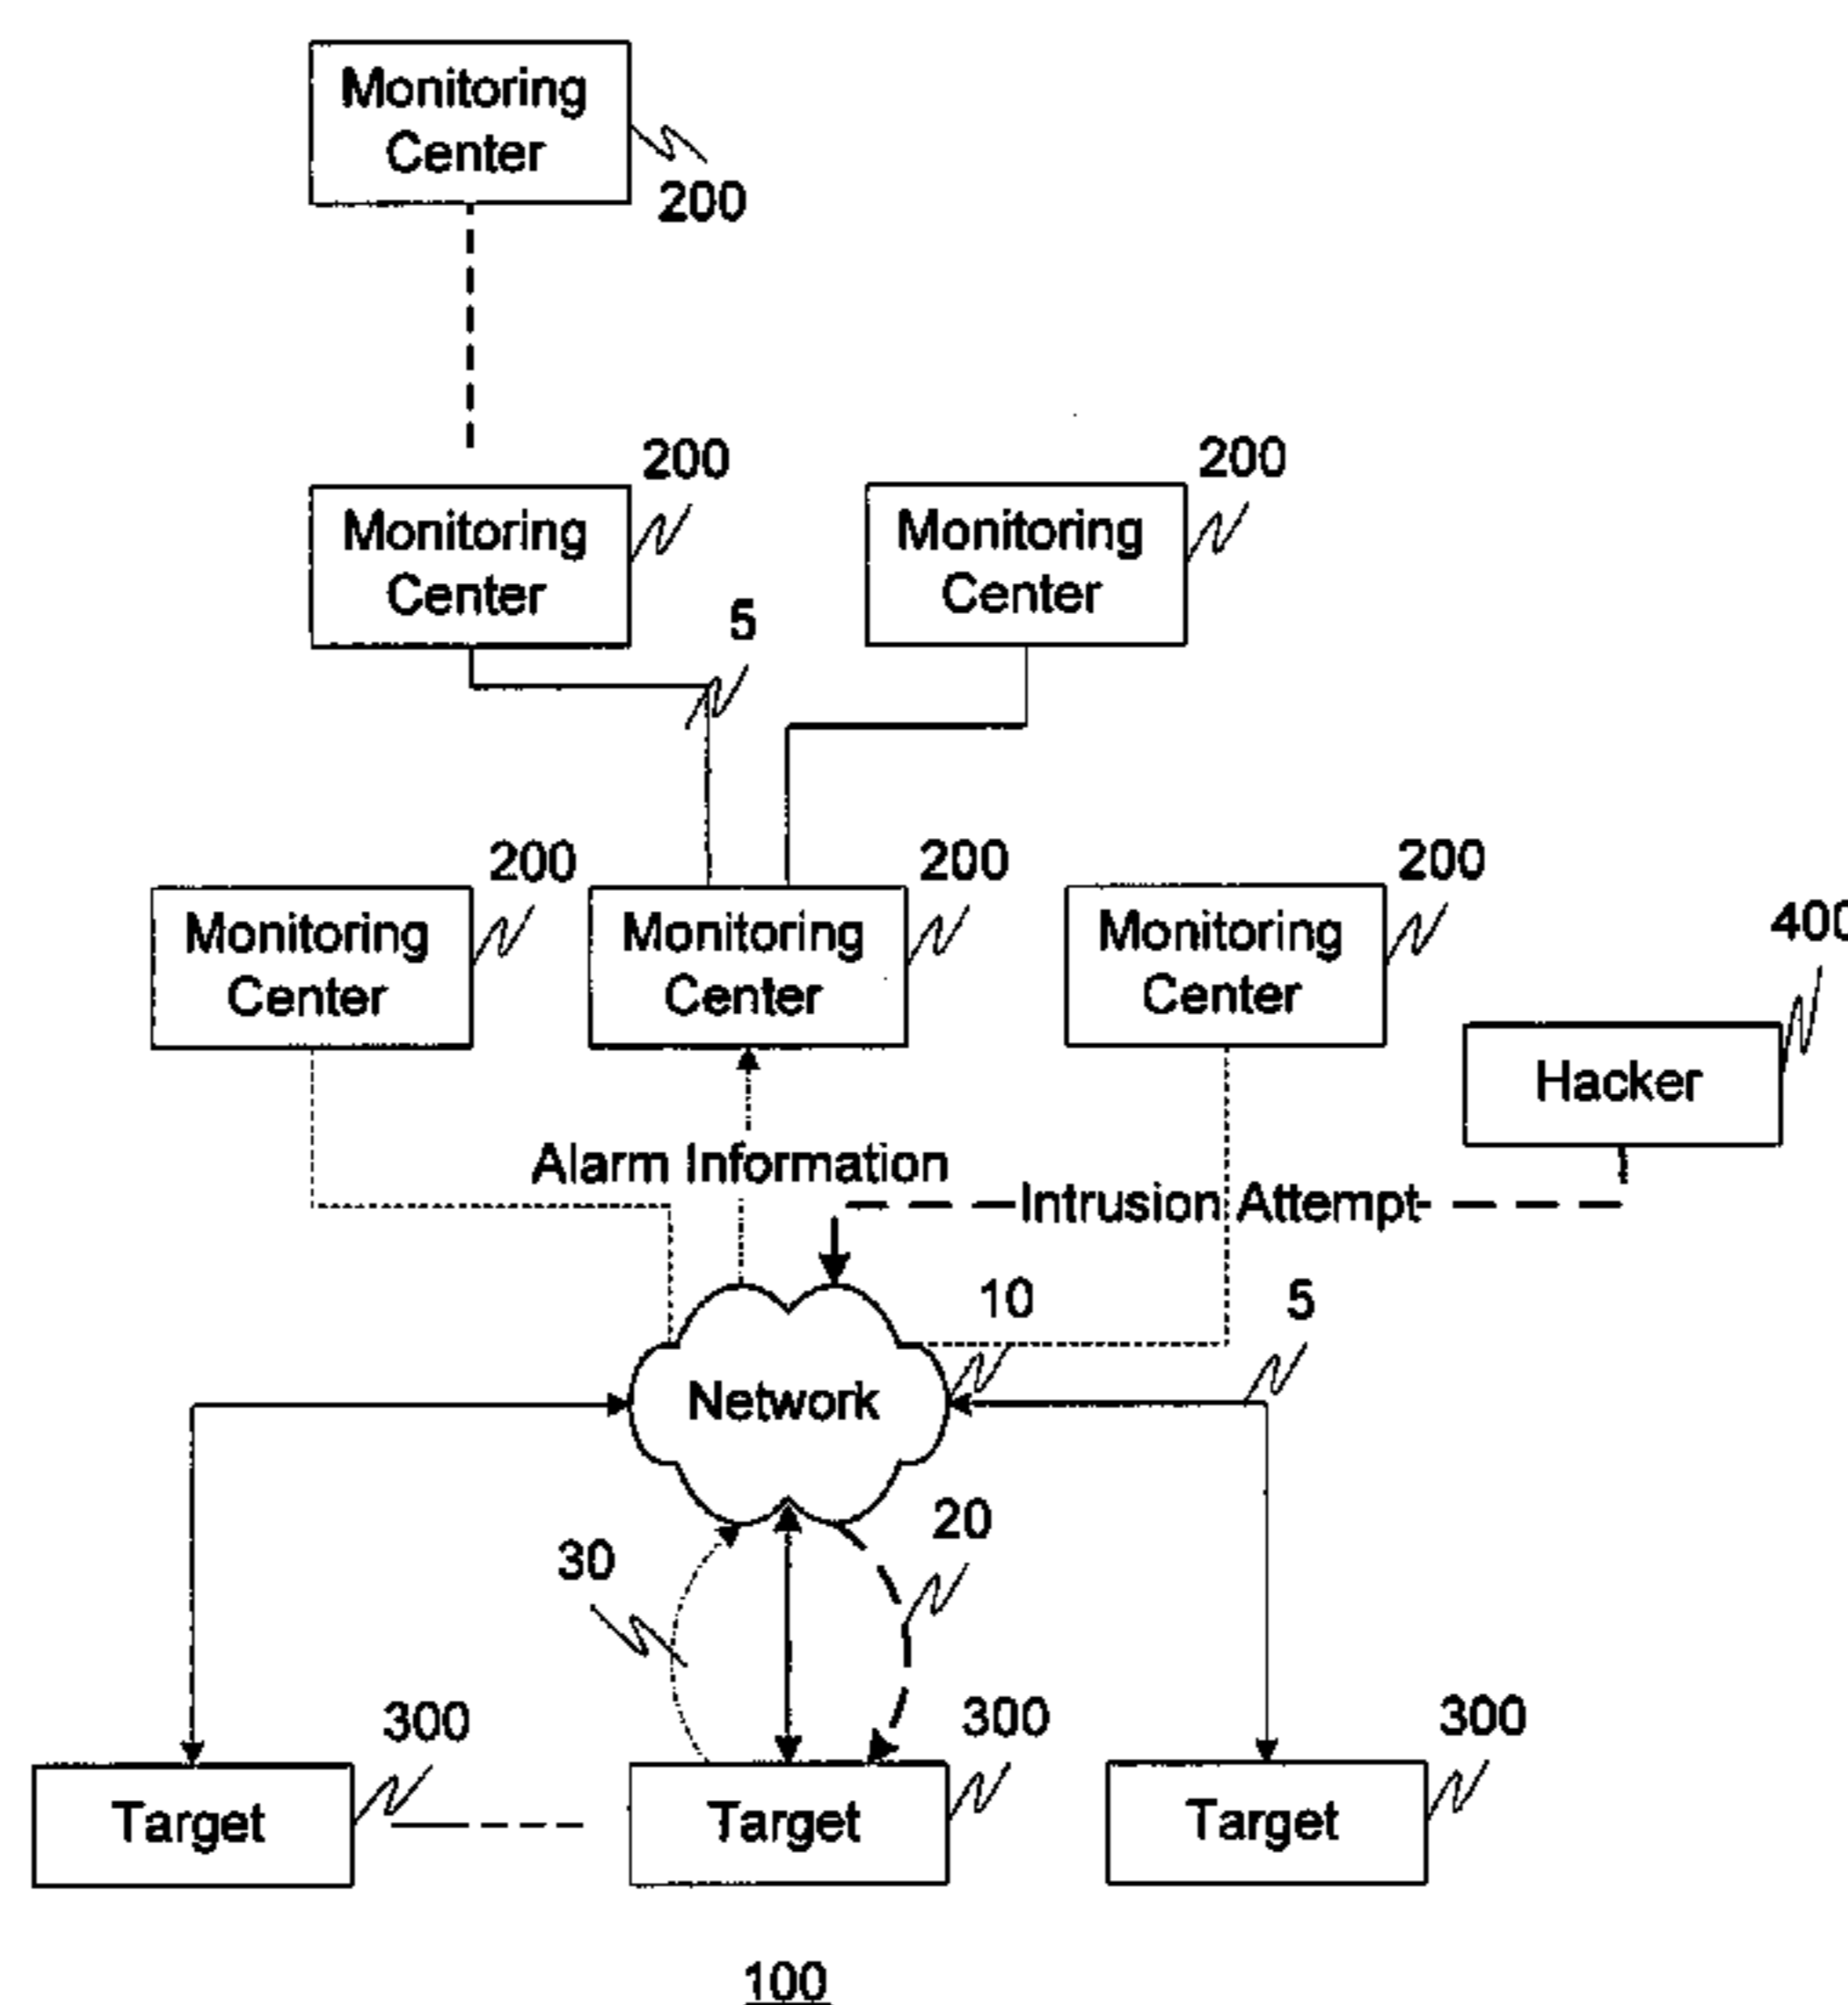 Monitoring
Center
200
200
200
Monitoring
Center
Monitoring
Center
5
200
200
200
400
Monitoring
Center
Monitoring
Center
Monitoring
Center
Hacker
Alarm Information
Intrusion Attempt
10
5
Network
20
30
300
300
300
Target
Target
Target
100